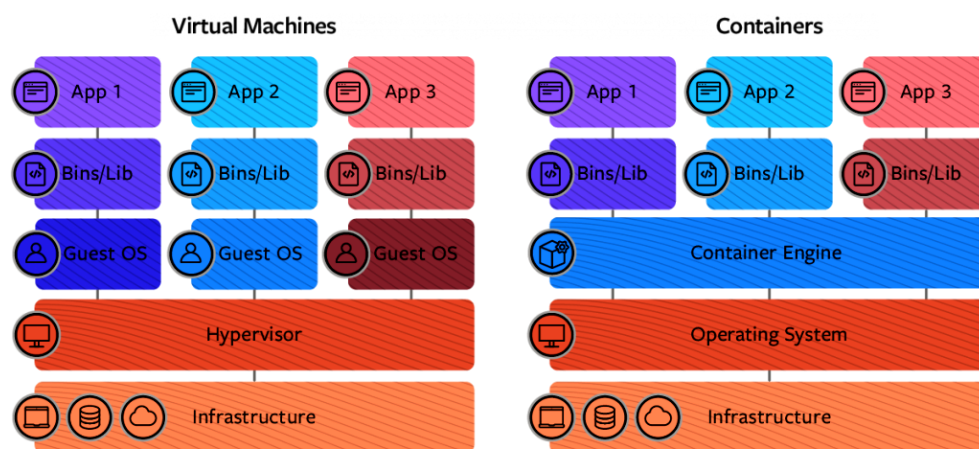 Virtual Machines
App 1
App 2
App 3
Bins/Lib
Bins/Lib
Bins/Lib
Guest OS
Guest OS
Guest OS
Hypervisor
Infrastructure
Containers
App 1
App 2
App 3
Bins/Lib
Bins/Lib
Bins/Lib
Container Engine
Operating System
Infrastructure